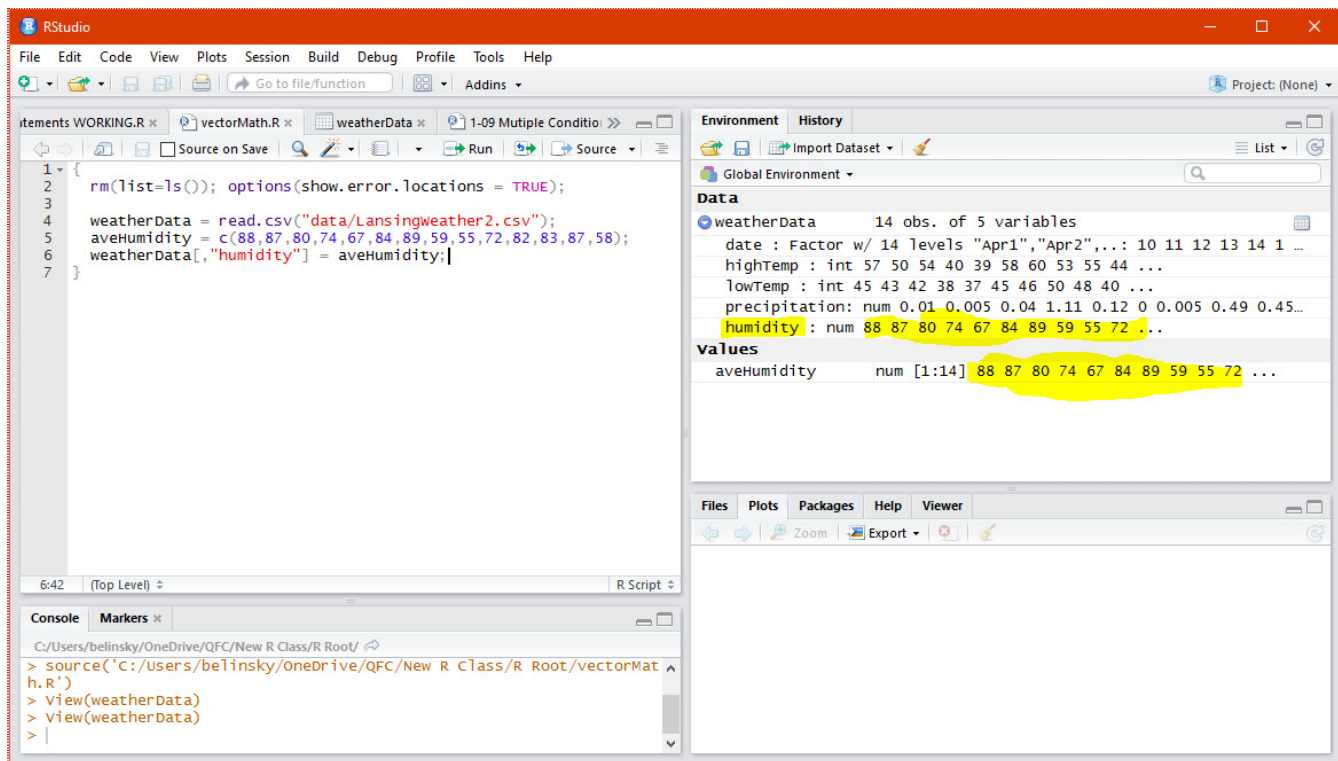 RStudio
File Edit Code View Plots Session Build Debug Profile Tools Help
Go to file/function Addins Project: (None)
itements WORKING.R vectorMath.R weatherData 1-09 Mutiple Conditio
Source on Save Run Source
1 {
2 rm(list=ls()); options(show.error.locations = TRUE);
3
4 weatherData = read.csv("data/LansingWeather2.csv");
5 aveHumidity = c(88,87,80,74,67,84,89,59,55,72,82,83,87,58);
6 weatherData[,"humidity"] = aveHumidity;
7 }
6:42 (Top Level) R Script
Console Markers
C:/Users/belinsky/OneDrive/QFC/New R Class/R Root/
> source('C:/Users/belinsky/OneDrive/QFC/New R Class/R Root/vectorMat
h.R')
> View(weatherData)
> View(weatherData)
>
Environment History
Import Dataset List
Global Environment
Data
weatherData 14 obs. of 5 variables
date : Factor w/ 14 levels "Apr1","Apr2",..: 10 11 12 13 14 1 …
highTemp : int 57 50 54 40 39 58 60 53 55 44 ...
lowTemp : int 45 43 42 38 37 45 46 50 48 40 ...
precipitation: num 0.01 0.005 0.04 1.11 0.12 0 0.005 0.49 0.45…
humidity : num 88 87 80 74 67 84 89 59 55 72 ...
Values
aveHumidity num [1:14] 88 87 80 74 67 84 89 59 55 72 ...
Files Plots Packages Help Viewer
Zoom Export